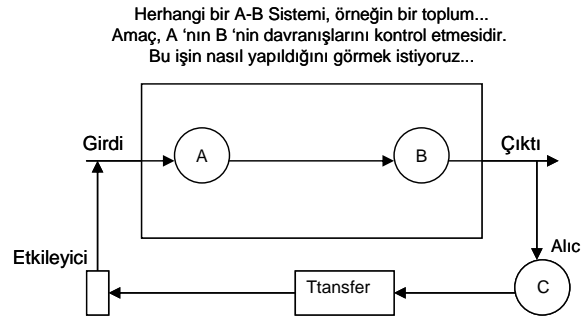 Herhangi bir A-B Sistemi, örneğin bir toplum...
Amaç, A ‘nın B ‘nin davranışlarını kontrol etmesidir.
Bu işin nasıl yapıldığını görmek istiyoruz...
Girdi
A
B
Çıktı
Etkileyici
Alıc
Ttansfer
C